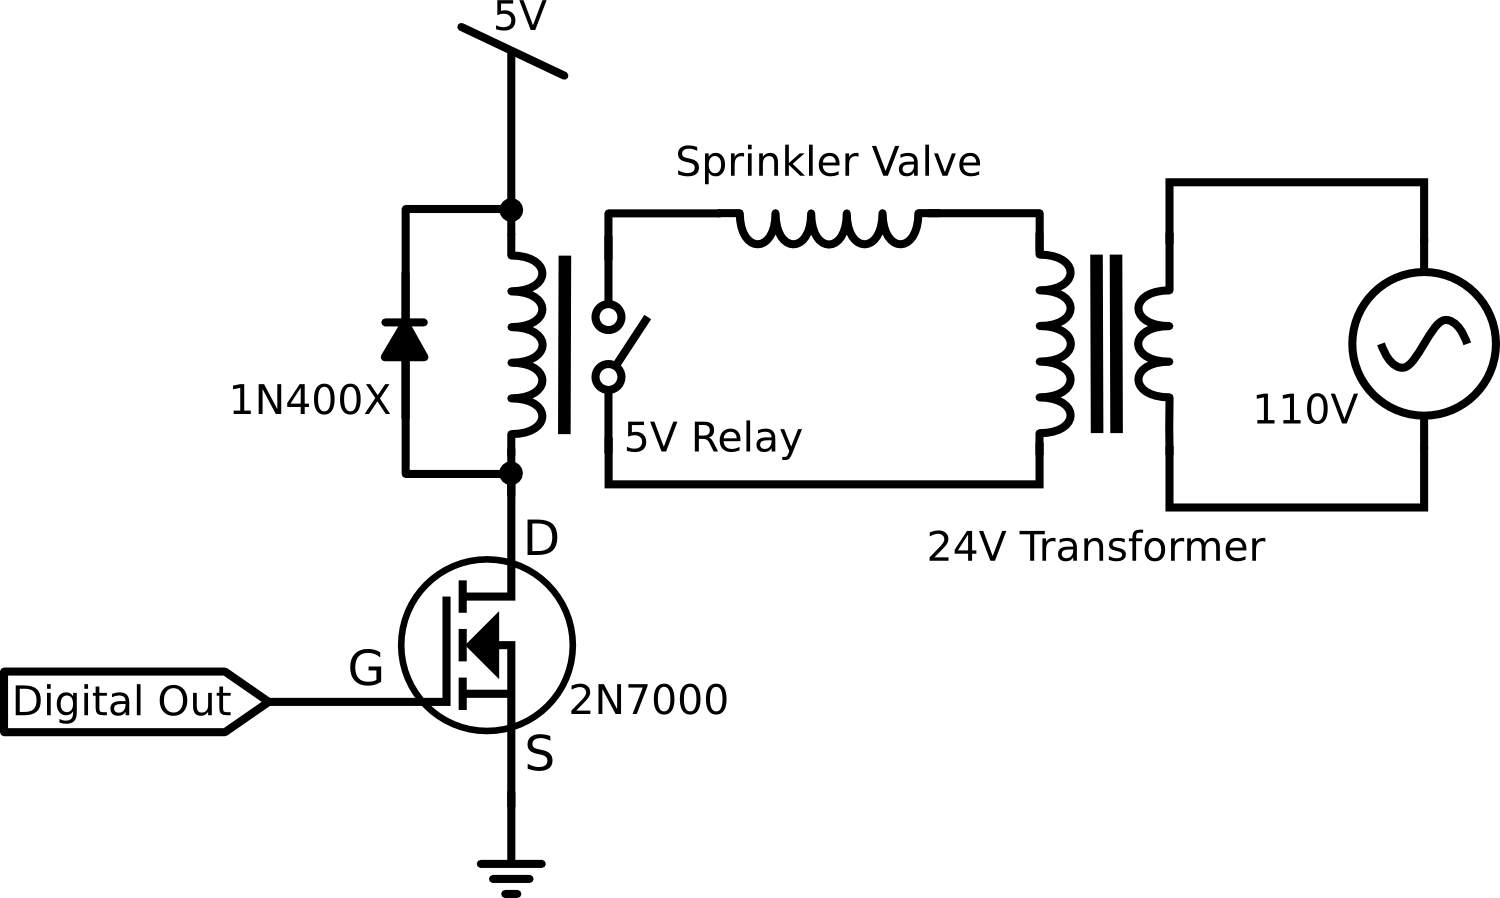 5V
Sprinkler Valve
1N400X
110V
5V Relay
D
24V Transformer
G
Digital Out
2N7000
S